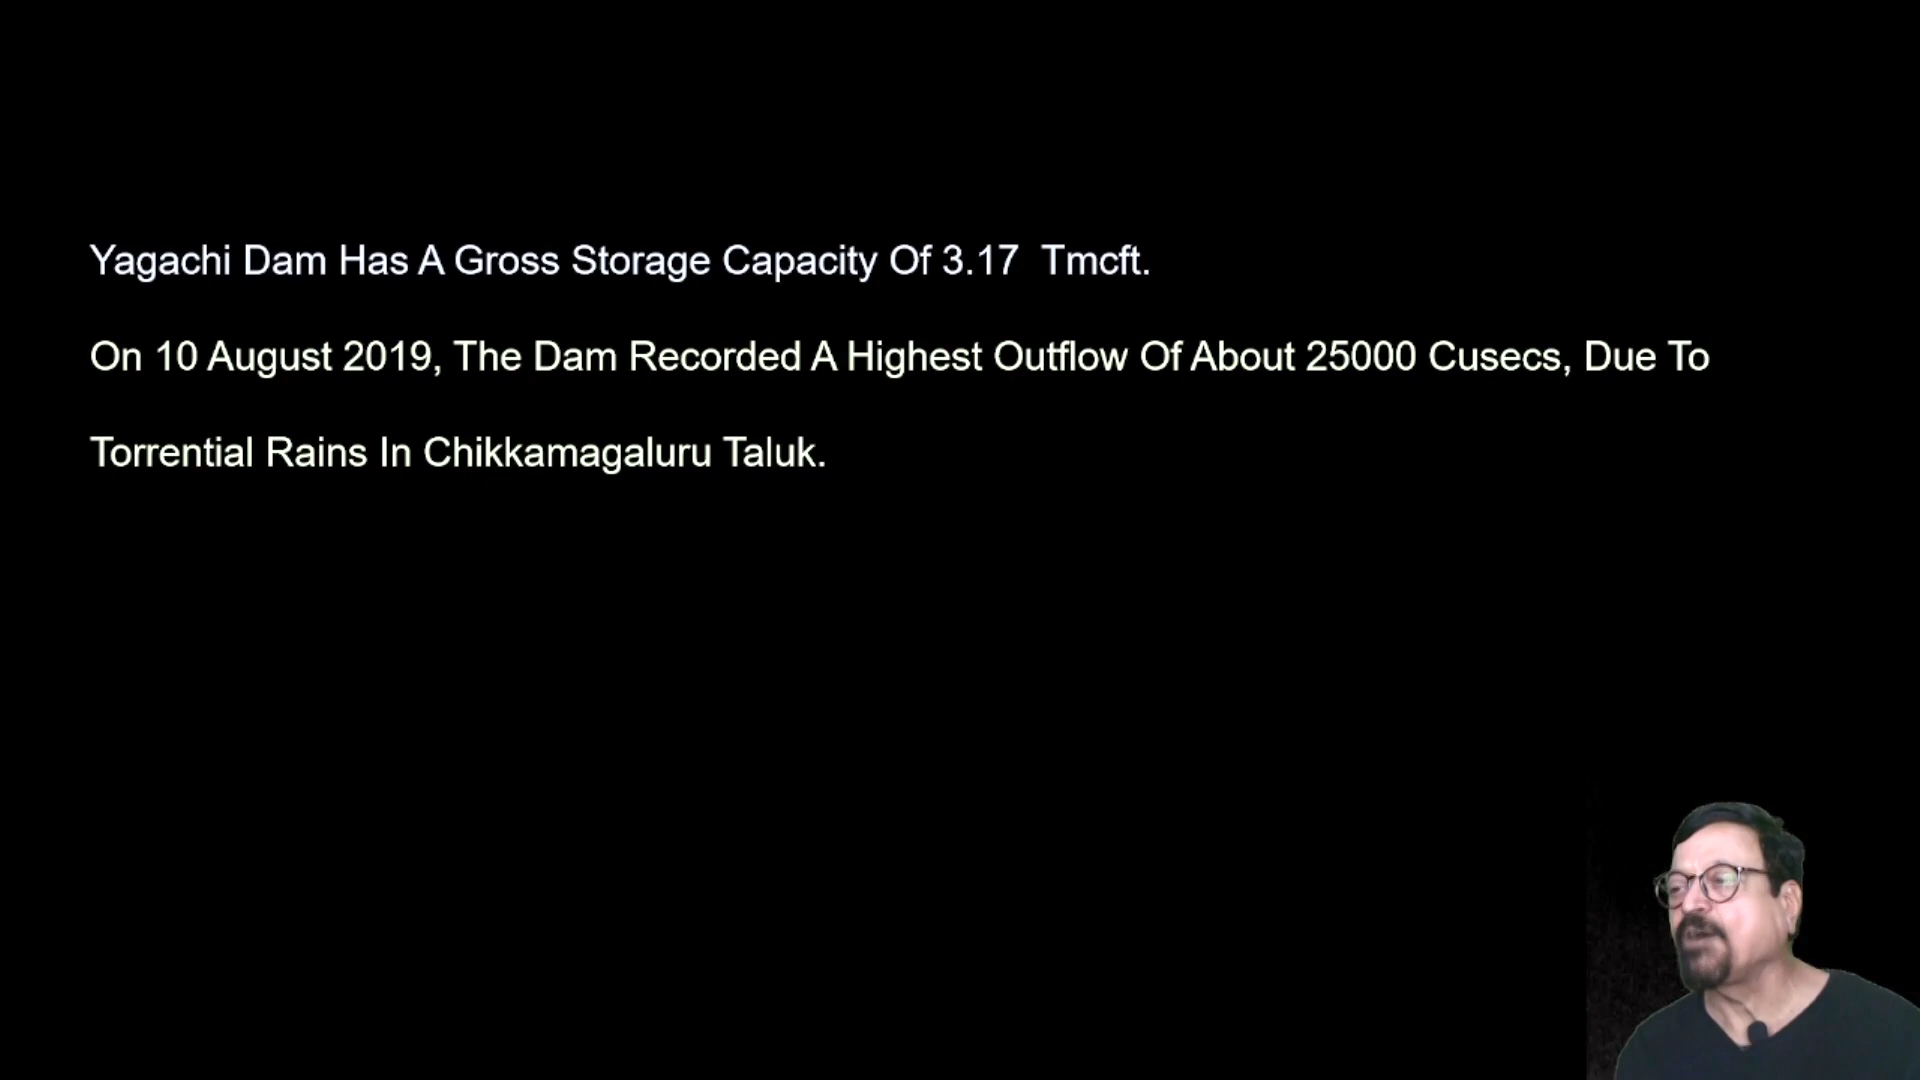 Yagachi Dam Has A Gross Storage Capacity Of 3.17  Tmcft.
On 10 August 2019, The Dam Recorded A Highest Outflow Of About 25000 Cusecs, Due To
Torrential Rains In Chikkamagaluru Taluk.